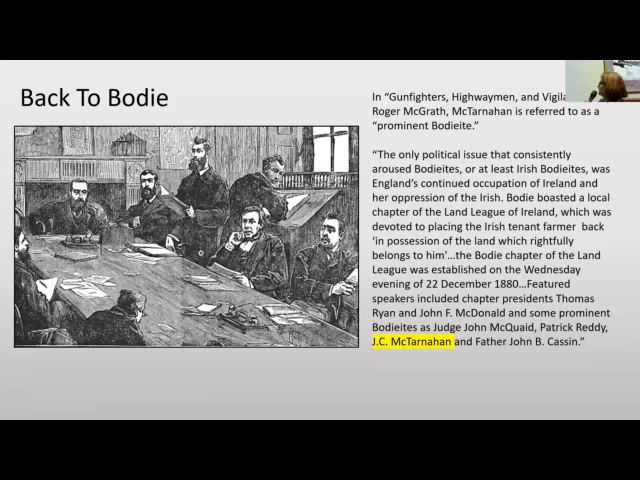 Back To Bodie
In “Gunfighters, Highwaymen, and
Roger McGrath, McTarnahan is referred to as a
“prominent Bodieite.”
“The only political issue that consistently
aroused Bodieites, or at least Irish Bodieites, was
England’s continued occupation of Ireland and
her oppression of the Irish. Bodie boasted a local
chapter of the Land League of Ireland, which was
devoted to placing the Irish tenant farmer back
‘in possession of the land which rightfully
belongs to him'…the Bodie chapter of the Land
League was established on the Wednesday
evening of 22 December 1880…Featured
speakers included chapter presidents Thomas
Ryan and John F. McDonald and some prominent
Bodieites as Judge John McQuaid, Patrick Reddy,
J.C. McTarnahan and Father John B. Cassin.”